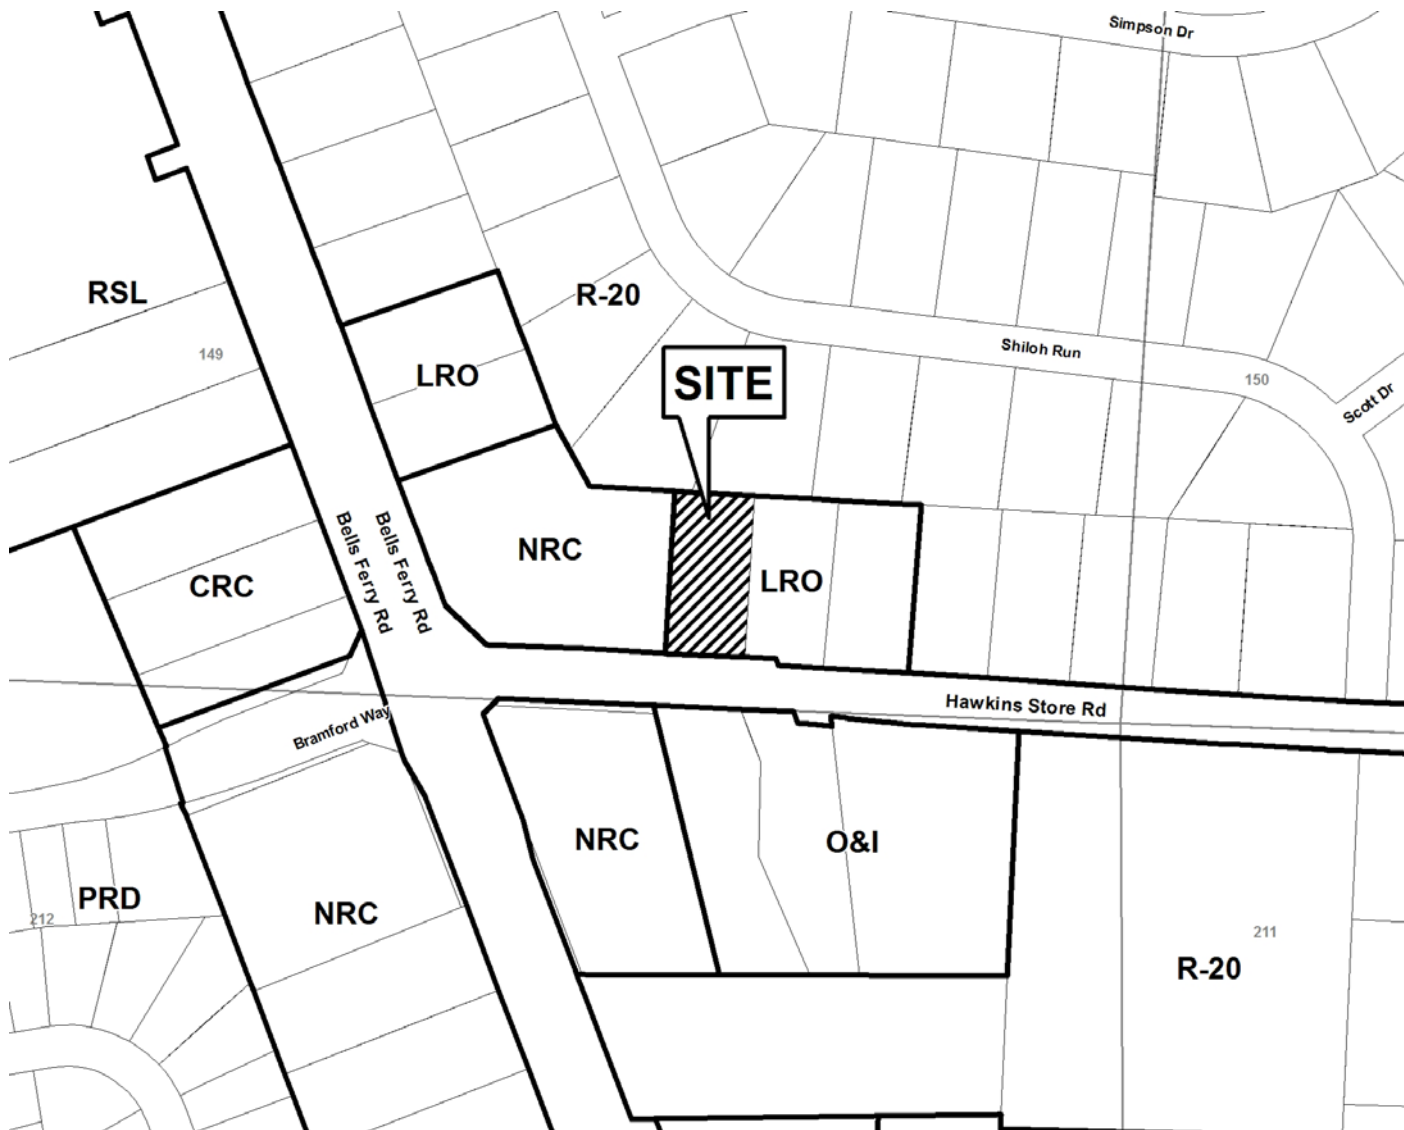 Simpson Dr
RSL
R-20
149
Shiloh Run
LRO
SITE
150
Scott Dr
Bells Ferry Rd
Bells Ferry Rd
NRC
CRC
LRO
Hawkins Store Rd
Bramford Way
NRC
O&I
PRD
212
NRC
211
R-20